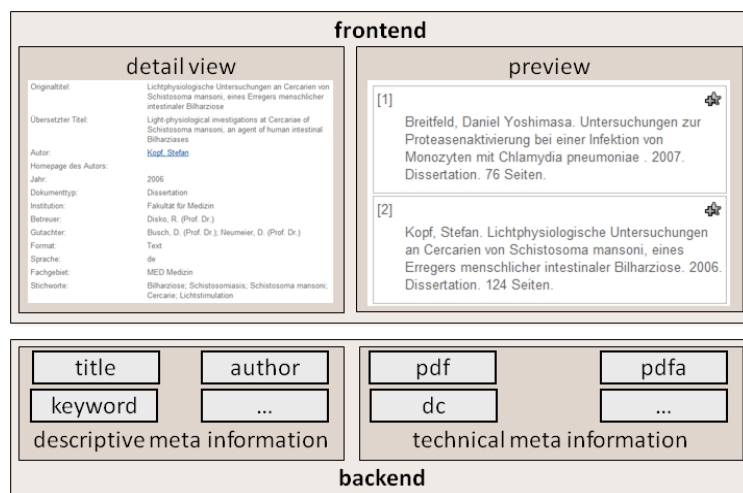 frontend
detail view
Originaltitel: Lichtphysiologische Untersuchungen an Cercarien von
Schistosoma mansoni, eines Erregers menschlicher
intestinaler Bilharziose
Übersetzter Titel: Light-physiological investigations at Cercariae of
Schistosoma mansoni, an agent of human intestinal
Bilharziases
Autor: Kopf, Stefan
Homepage des Autors:
Jahr: 2006
Dokumenttyp: Dissertation
Institution: Fakultät für Medizin
Betreuer: Disko, R. (Prof. Dr.)
Gutachter: Busch, D. (Prof. Dr.); Neumeier, D. (Prof. Dr.)
Format: Text
Sprache: de
Fachgebiet: MED Medizin
Stichworte: Bilharziose; Schistosomiasis; Schistosoma mansoni;
Cercarie; Lichtstimulation
preview
[1]
Breitfeld, Daniel Yoshimasa. Untersuchungen zur
Proteasenaktivierung bei einer Infektion von
Monozyten mit Chlamydia pneumoniae . 2007.
Dissertation. 76 Seiten.
[2]
Kopf, Stefan. Lichtphysiologische Untersuchungen
an Cercarien von Schistosoma mansoni, eines
Erregers menschlicher intestinaler Bilharziose. 2006.
Dissertation. 124 Seiten.
title author
keyword ...
descriptive meta information
pdf pdfa
dc ...
technical meta information
backend